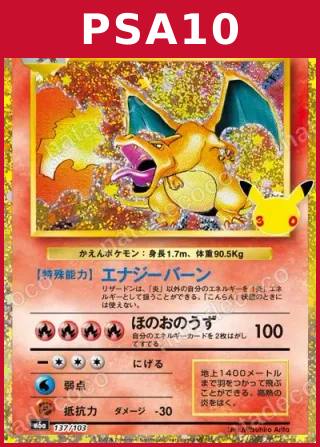 PSA10
30
かえんポケモン：身長1.7m、体重90.5Kg
【特殊能力】エナジーバーン
リザードンは、「炎」以外の自分のエネルギーを「炎」エネ
ルギーとして扱うことができる。「こんらん」状態のときに
は使えない。
ほのおのうず 100
自分のエネルギーカードを2枚はがし
てすてる。
にげる
弱点
抵抗力 ダメージ -30
地上1400メートル
まで羽をつかって飛ぶ
ことができる。高熱の
炎をはく。
137/103